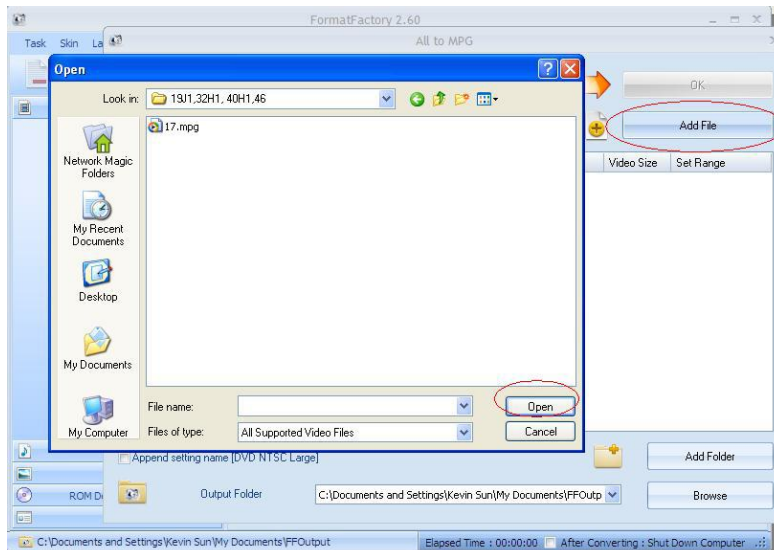 FormatFactory 2.60
Task Skin La
All to MPG
Open
Look in: 19J1,32H1, 40H1,46
OK
17.mpg
Add File
Network Magic Folders
Video Size Set Range
My Recent Documents
Desktop
My Documents
My Computer
File name:
Open
Files of type: All Supported Video Files
Cancel
Append setting name [DVD NTSC Large]
Add Folder
ROM D
Output Folder
C:\Documents and Settings\Kevin Sun\My Documents\FFOutp
Browse
C:\Documents and Settings\Kevin Sun\My Documents\FFOutput
Elapsed Time : 00:00:00
After Converting : Shut Down Computer